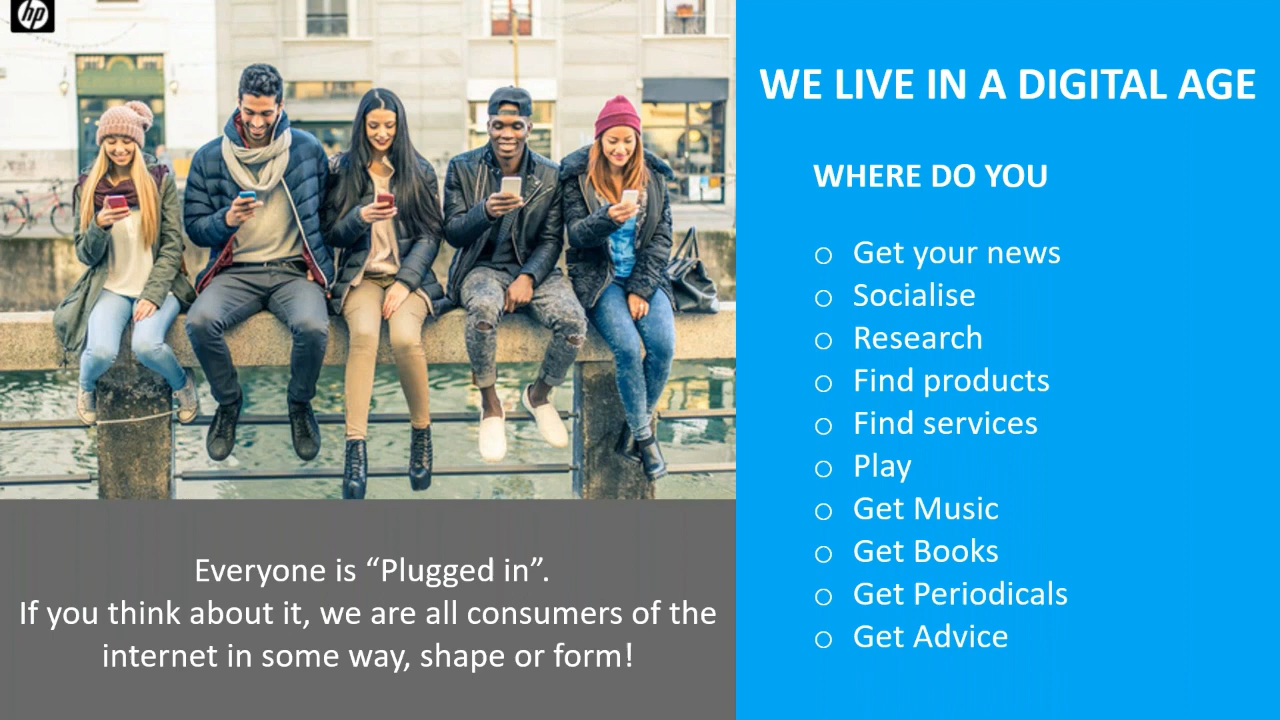 hp
WE LIVE IN A DIGITAL AGE
WHERE DO YOU
o Get your news
o Socialise
o Research
o Find products
o Find services
o Play
o Get Music
o Get Books
o Get Periodicals
o Get Advice
Everyone is “Plugged in”.
If you think about it, we are all consumers of the
internet in some way, shape or form!